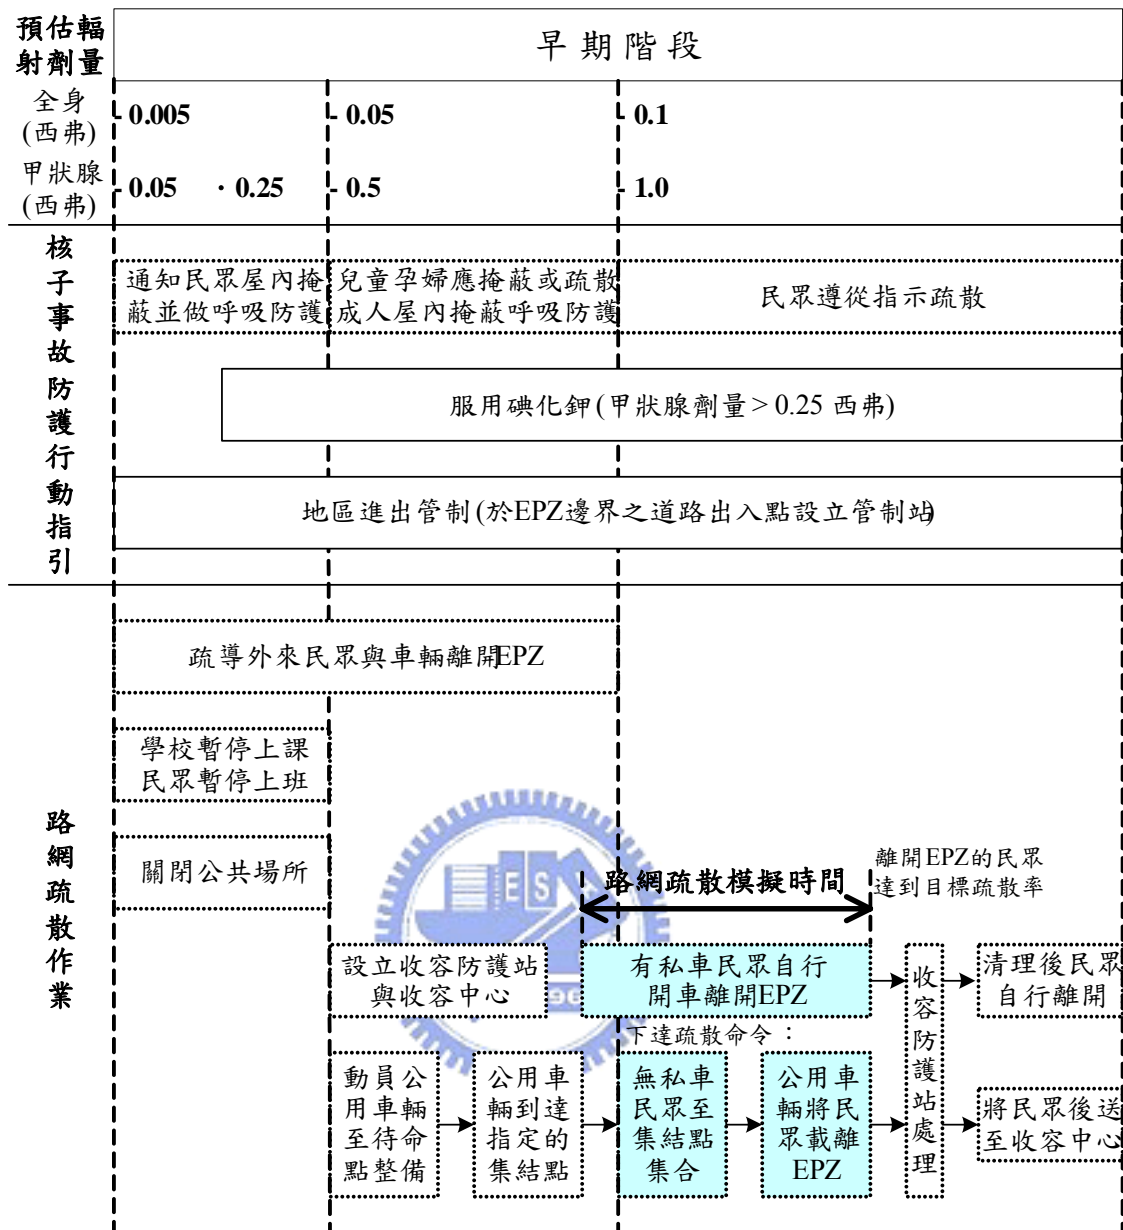 預估輻
射劑量
早期階段
全身
(西弗)
- 0.005
- 0.05
- 0.1
甲狀腺
(西弗)
- 0.05 ・0.25
- 0.5
- 1.0
核子事故防護行動指引
通知民眾屋內掩
蔽並做呼吸防護
兒童孕婦應掩蔽或疏散
成人屋內掩蔽呼吸防護
民眾遵從指示疏散
服用碘化鉀(甲狀腺劑量>0.25 西弗)
地區進出管制(於EPZ邊界之道路出入點設立管制站)
路網疏散作業
疏導外來民眾與車輛離開EPZ
學校暫停上課
民眾暫停上班
關閉公共場所
ES
路網疏散模擬時間
離開EPZ的民眾
達到目標疏散率
設立收容防護站
與收容中心
有私車民眾自行
開車離開EPZ
收容防護站處理
清理後民眾
自行離開
下達疏散命令：
動員公
用車輛
至待命
點整備
公用車
輛到達
指定的
集結點
無私車
民眾至
集結點
集合
公用車
輛將民
眾載離
EPZ
將民眾後送
至收容中心